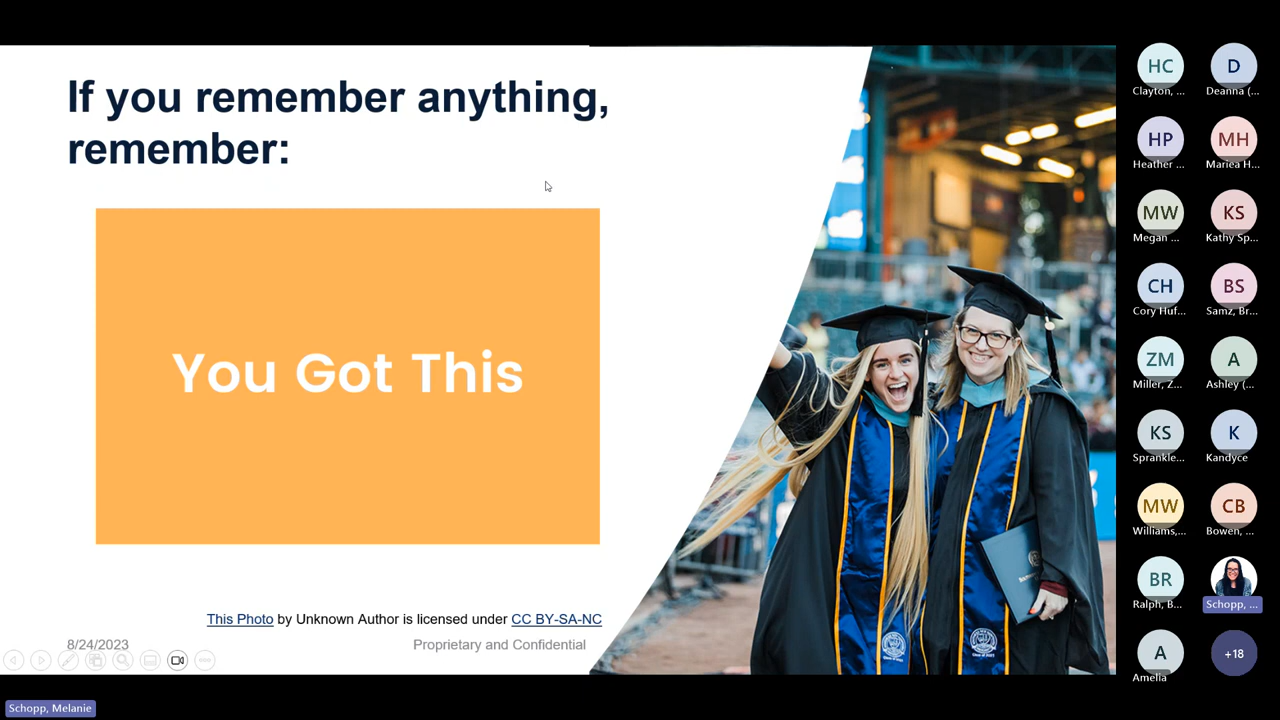 If you remember anything,
remember:
You Got This
This Photo by Unknown Author is licensed under CC BY-SA-NC
8/24/2023
Proprietary and Confidential
HC
Clayton, ...
D
Deanna (...
HP
Heather ...
MH
Mariea H...
MW
Megan ...
KS
Kathy Sp...
CH
Cory Huf...
BS
Samz, Br...
ZM
Miller, Z...
A
Ashley (...
KS
Sprankle...
K
Kandyce
MW
Williams,...
CB
Bowen, ...
BR
Ralph, B...
Schopp, ...
A
Amelia
+18
Schopp, Melanie